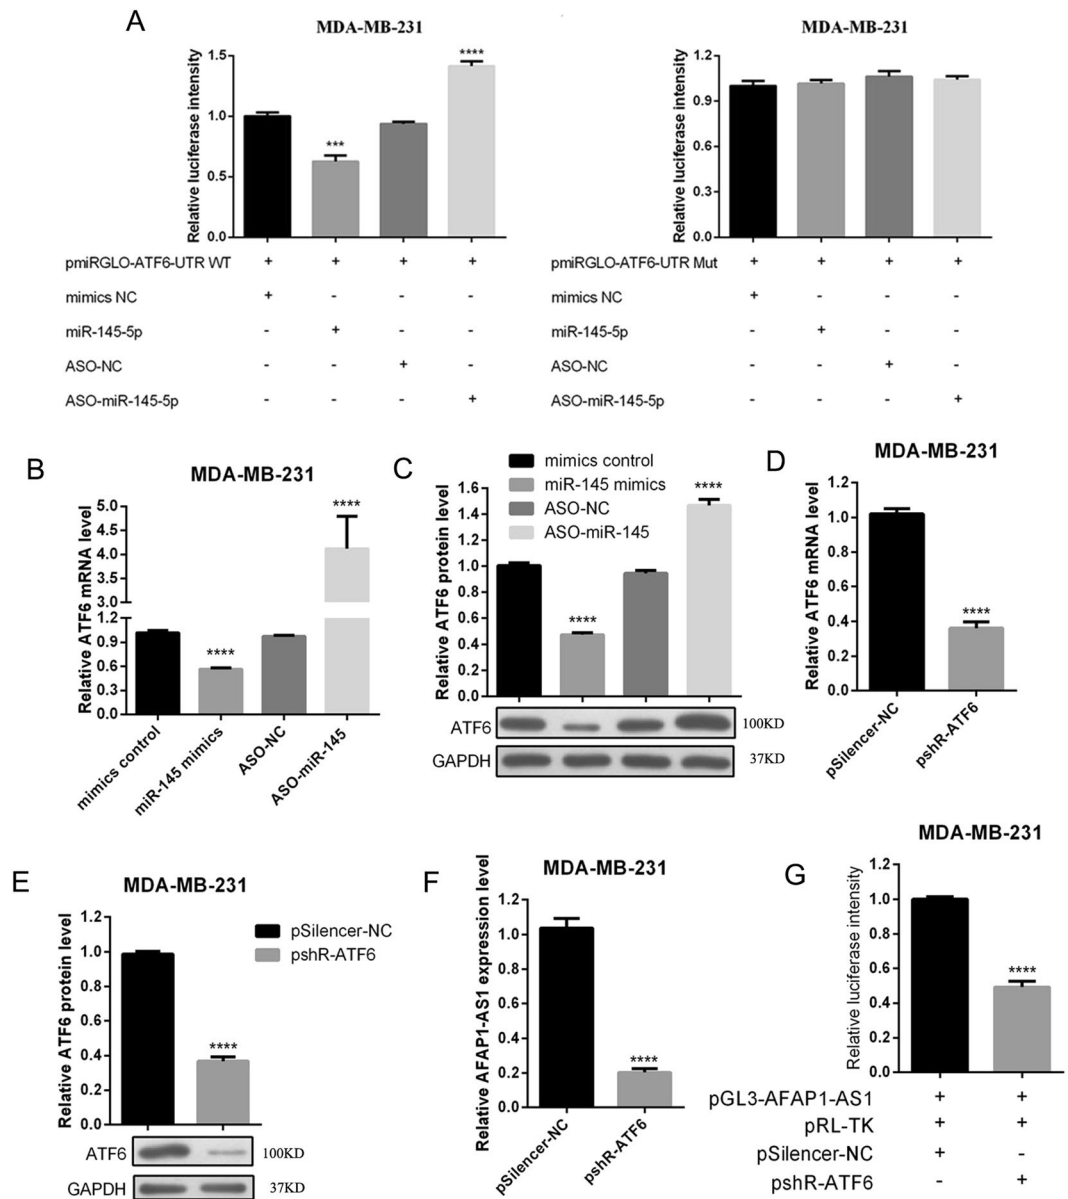 A
MDA-MB-231
Relative luciferase intensity
1.5
1.0
0.5
0.0
***
****
pmiRGLO-ATF6-UTR WT + + + +
mimics NC + - - -
miR-145-5p - + - -
ASO-NC - - + -
ASO-miR-145-5p - - - +
MDA-MB-231
Relative luciferase intensity
1.2
0.9
0.6
0.3
0.0
pmiRGLO-ATF6-UTR Mut + + + +
mimics NC + - - -
miR-145-5p - + - -
ASO-NC - - + -
ASO-miR-145-5p - - - +
B
MDA-MB-231
Relative ATF6 mRNA level
5.0
4.5
4.0
3.5
3.0
1.2
0.9
0.6
0.3
0.0
****
****
mimics control
miR-145 mimics
ASO-NC
ASO-miR-145
C
mimics control
miR-145 mimics
ASO-NC
ASO-miR-145
Relative ATF6 protein level
1.6
1.4
1.2
1.0
0.8
0.6
0.4
0.2
0.0
****
****
ATF6 100KD
GAPDH 37KD
D
MDA-MB-231
Relative ATF6 mRNA level
1.2
1.0
0.8
0.6
0.4
0.2
0.0
****
pSilencer-NC
pshR-ATF6
E
MDA-MB-231
Relative ATF6 protein level
1.2
1.0
0.8
0.6
0.4
0.2
0.0
****
pSilencer-NC
pshR-ATF6
ATF6 100KD
GAPDH 37KD
F
MDA-MB-231
Relative AFAP1-AS1 expression level
1.2
1.0
0.8
0.6
0.4
0.2
0.0
****
pSilencer-NC
pshR-ATF6
G
MDA-MB-231
Relative luciferase intensity
1.2
1.0
0.8
0.6
0.4
0.2
0.0
****
pGL3-AFAP1-AS1 + +
pRL-TK + +
pSilencer-NC + -
pshR-ATF6 - +